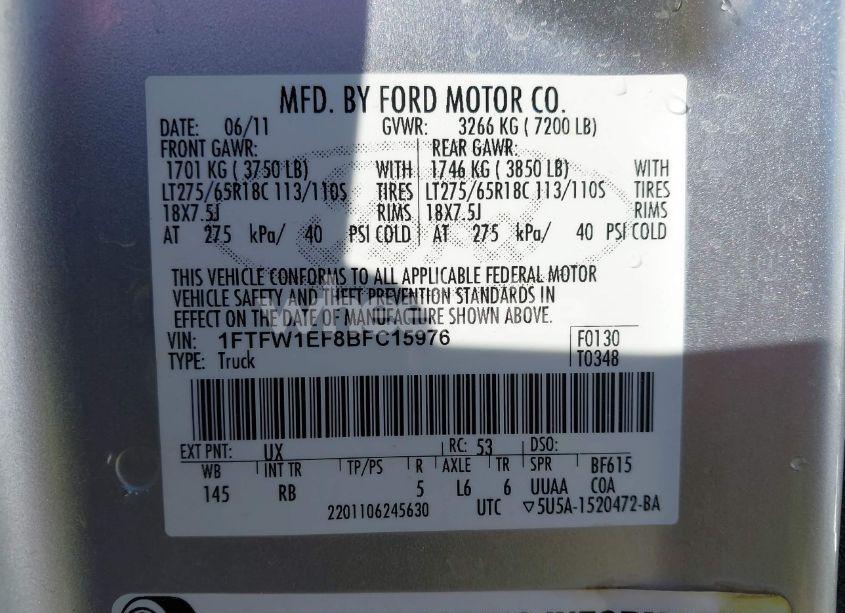 MFD. BY FORD MOTOR CO.
DATE: 06/11 GVWR: 3266 KG ( 7200 LB)
FRONT GAWR: REAR GAWR:
1701 KG ( 3750 LB) WITH 1746 KG ( 3850 LB) WITH
LT275/65R18C 113/110S TIRES LT275/65R18C 113/110S TIRES
18X7.5J RIMS 18X7.5J RIMS
AT 275 kPa/ 40 PSI COLD AT 275 kPa/ 40 PSI COLD
THIS VEHICLE CONFORMS TO ALL APPLICABLE FEDERAL MOTOR
VEHICLE SAFETY AND THEFT PREVENTION STANDARDS IN
EFFECT ON THE DATE OF MANUFACTURE SHOWN ABOVE.
VIN: 1FTFW1EF8BFC15976 F0130
TYPE: Truck T0348
EXT PNT: UX RC: 53 DSO:
WB INT TR TP/PS R AXLE TR SPR BF615
145 RB 5 L6 6 UUAA COA
2201106245630 UTC ▽5U5A-1520472-BA